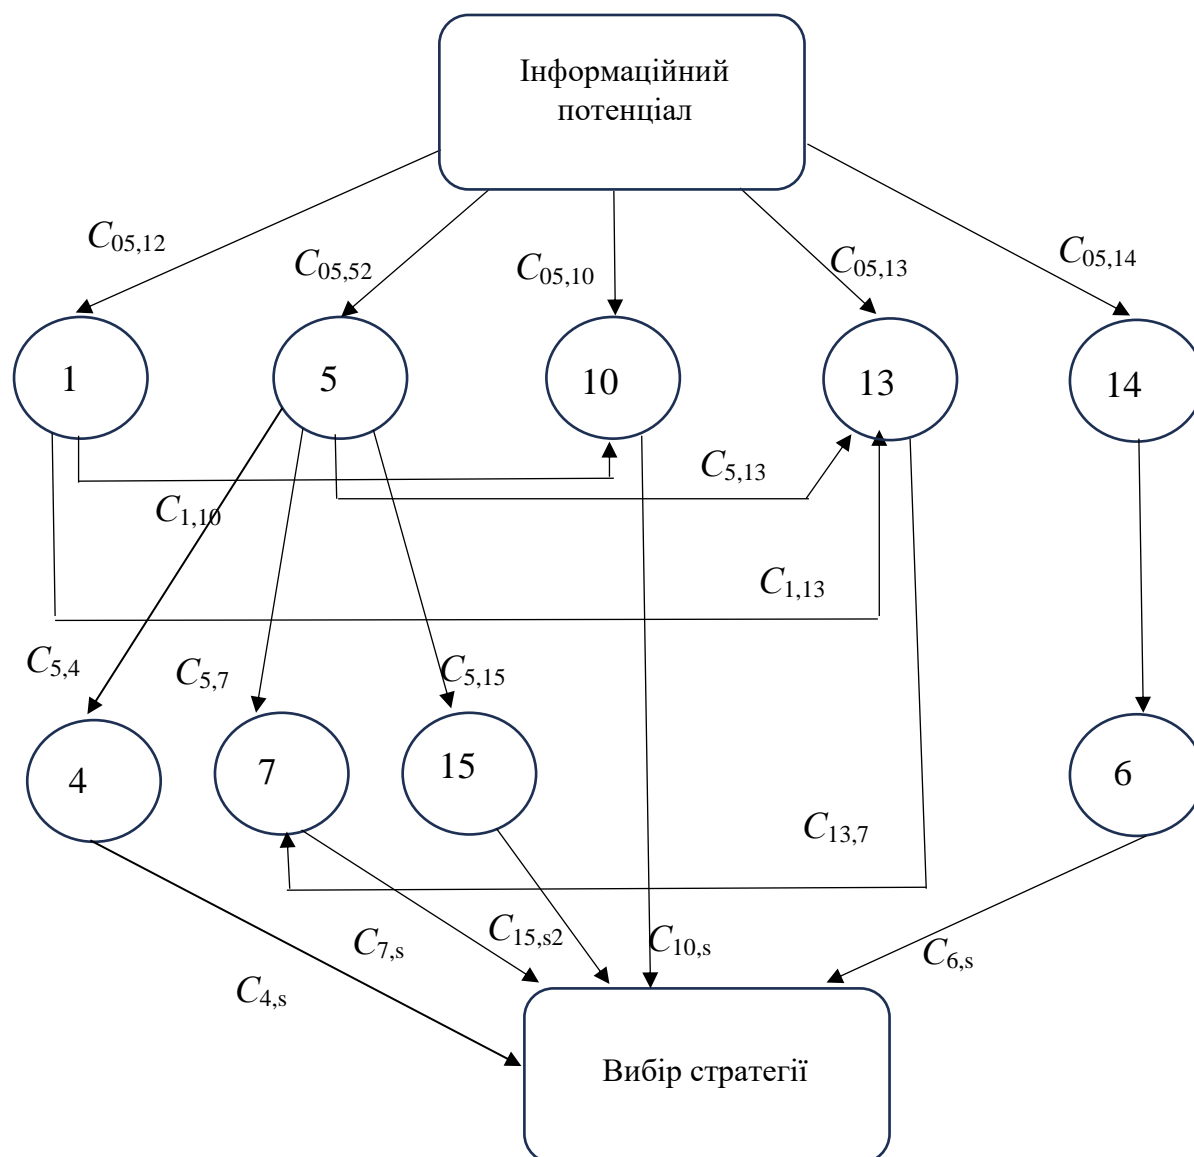 Інформаційний
потенціал
C05,12
C05,52
C05,10
C05,13
C05,14
1
5
10
13
14
C5,13
C1,10
C1,13
C5,4
C5,7
C5,15
4
7
15
6
C13,7
C7,s
C15,s2
C10,s
C6,s
C4,s
Вибір стратегії